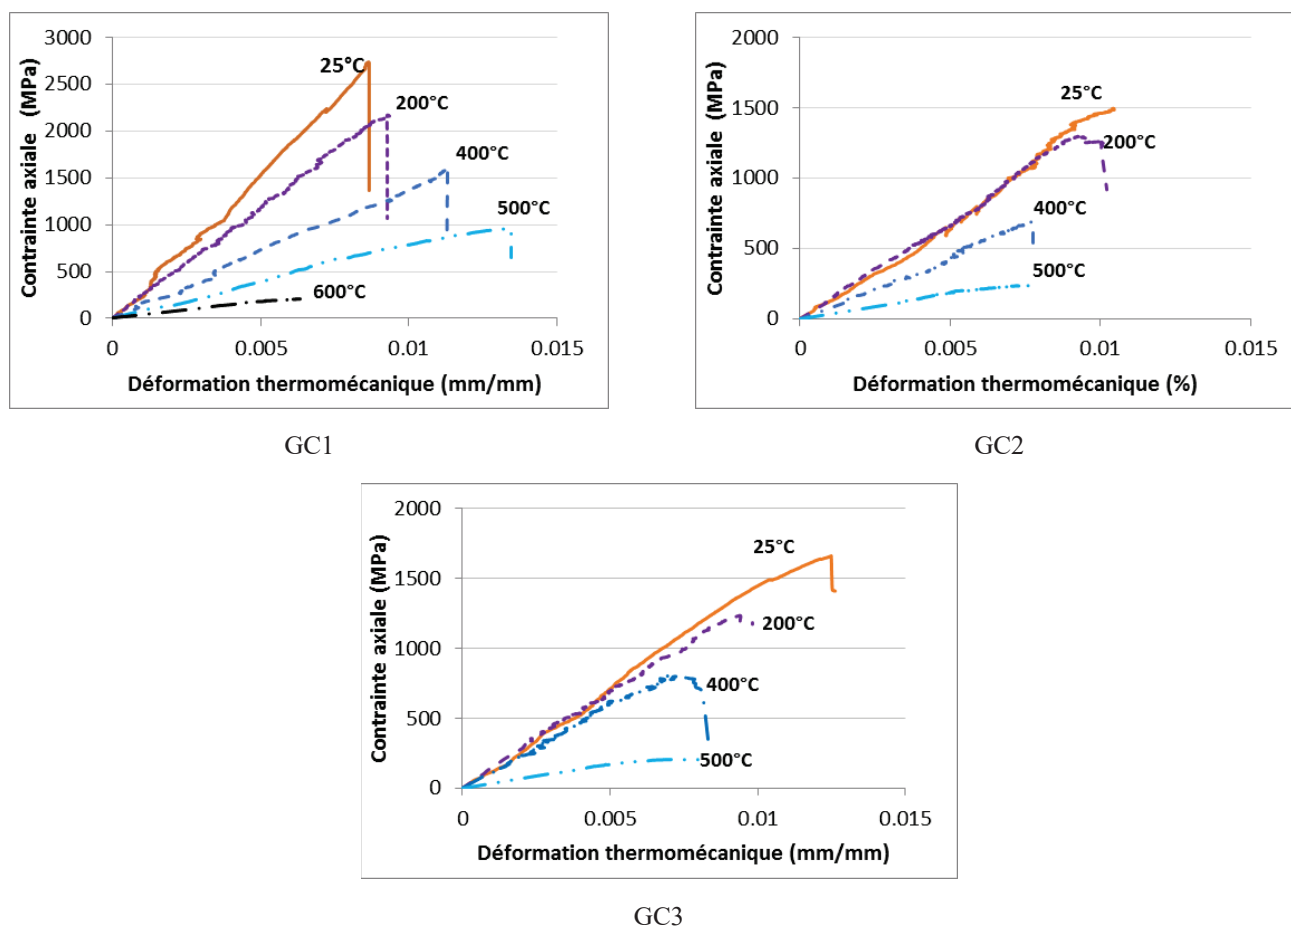 Contrainte axiale (MPa)
3000
2500
2000
1500
1000
500
0
25°C
200°C
400°C
500°C
600°C
0
0.005
0.01
0.015
Déformation thermomécanique (mm/mm)
GC1
Contrainte axiale (MPa)
2000
1500
1000
500
0
25°C
200°C
400°C
500°C
0
0.005
0.01
0.015
Déformation thermomécanique (%)
GC2
Contrainte axiale (MPa)
2000
1500
1000
500
0
25°C
200°C
400°C
500°C
0
0.005
0.01
0.015
Déformation thermomécanique (mm/mm)
GC3